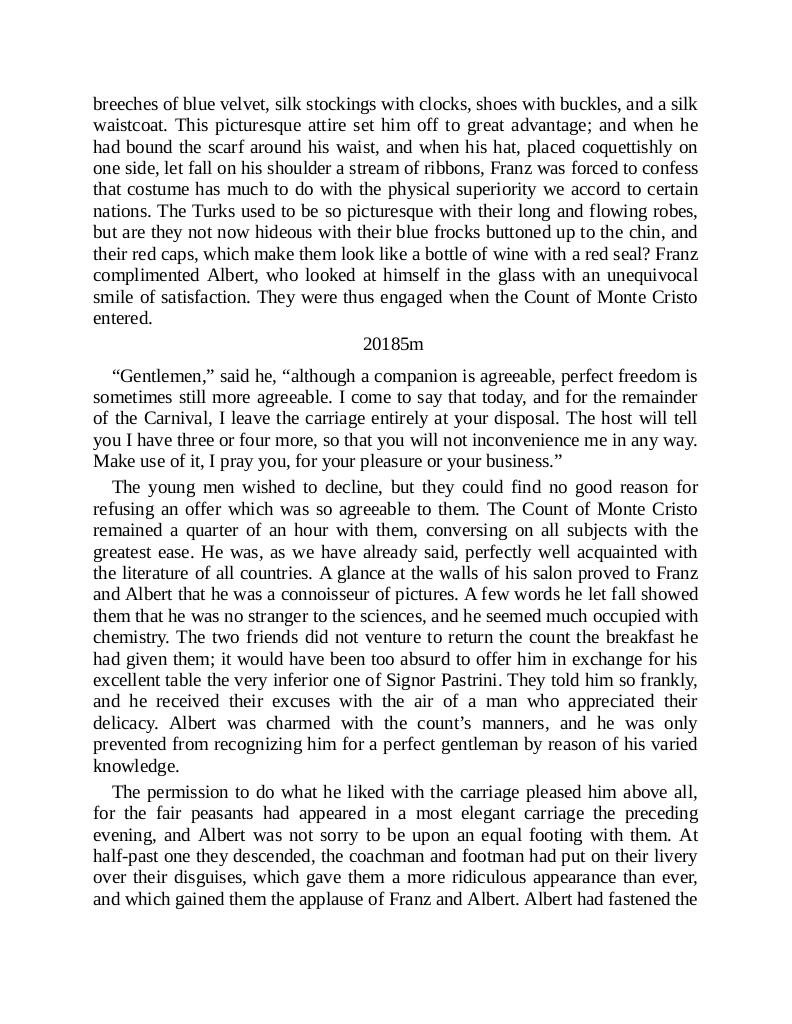 breeches of blue velvet, silk stockings with clocks, shoes with buckles, and a silk
waistcoat. This picturesque attire set him off to great advantage; and when he
had bound the scarf around his waist, and when his hat, placed coquettishly on
one side, let fall on his shoulder a stream of ribbons, Franz was forced to confess
that costume has much to do with the physical superiority we accord to certain
nations. The Turks used to be so picturesque with their long and flowing robes,
but are they not now hideous with their blue frocks buttoned up to the chin, and
their red caps, which make them look like a bottle of wine with a red seal? Franz
complimented Albert, who looked at himself in the glass with an unequivocal
smile of satisfaction. They were thus engaged when the Count of Monte Cristo
entered.
20185m
“Gentlemen,” said he, “although a companion is agreeable, perfect freedom is
sometimes still more agreeable. I come to say that today, and for the remainder
of the Carnival, I leave the carriage entirely at your disposal. The host will tell
you I have three or four more, so that you will not inconvenience me in any way.
Make use of it, I pray you, for your pleasure or your business.”
The young men wished to decline, but they could find no good reason for
refusing an offer which was so agreeable to them. The Count of Monte Cristo
remained a quarter of an hour with them, conversing on all subjects with the
greatest ease. He was, as we have already said, perfectly well acquainted with
the literature of all countries. A glance at the walls of his salon proved to Franz
and Albert that he was a connoisseur of pictures. A few words he let fall showed
them that he was no stranger to the sciences, and he seemed much occupied with
chemistry. The two friends did not venture to return the count the breakfast he
had given them; it would have been too absurd to offer him in exchange for his
excellent table the very inferior one of Signor Pastrini. They told him so frankly,
and he received their excuses with the air of a man who appreciated their
delicacy. Albert was charmed with the count’s manners, and he was only
prevented from recognizing him for a perfect gentleman by reason of his varied
knowledge.
The permission to do what he liked with the carriage pleased him above all,
for the fair peasants had appeared in a most elegant carriage the preceding
evening, and Albert was not sorry to be upon an equal footing with them. At
half-past one they descended, the coachman and footman had put on their livery
over their disguises, which gave them a more ridiculous appearance than ever,
and which gained them the applause of Franz and Albert. Albert had fastened the